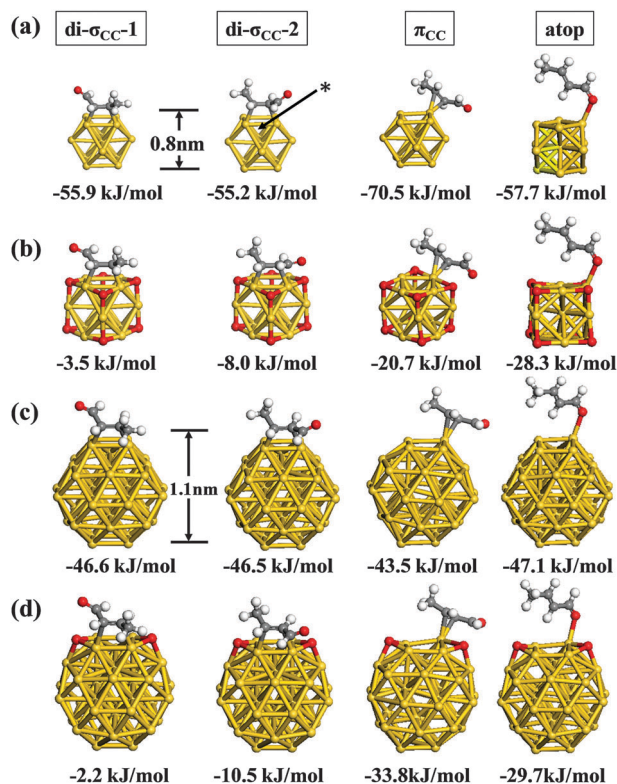 (a) di-σCC-1 di-σCC-2 πCC atop
*
0.8nm
-55.9 kJ/mol -55.2 kJ/mol -70.5 kJ/mol -57.7 kJ/mol
(b)
-3.5 kJ/mol -8.0 kJ/mol -20.7 kJ/mol -28.3 kJ/mol
(c)
1.1nm
-46.6 kJ/mol -46.5 kJ/mol -43.5 kJ/mol -47.1 kJ/mol
(d)
-2.2 kJ/mol -10.5 kJ/mol -33.8kJ/mol -29.7kJ/mol